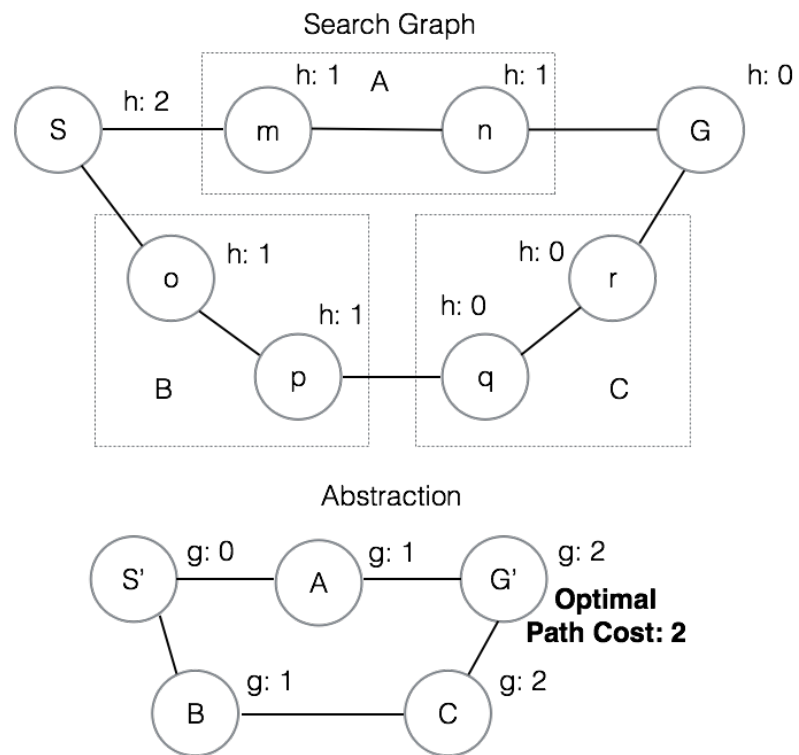 Search Graph
S
h: 2
m
h: 1
A
n
h: 1
G
h: 0
o
h: 1
p
h: 1
B
q
h: 0
r
h: 0
C
Abstraction
S'
g: 0
A
g: 1
G'
g: 2
Optimal
Path Cost: 2
B
g: 1
C
g: 2